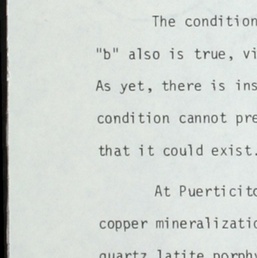 The condition
"b" also is true, vi
As yet, there is ins
condition cannot pre
that it could exist.
At Puertícito
copper mineralizatio
quartz latite porphy